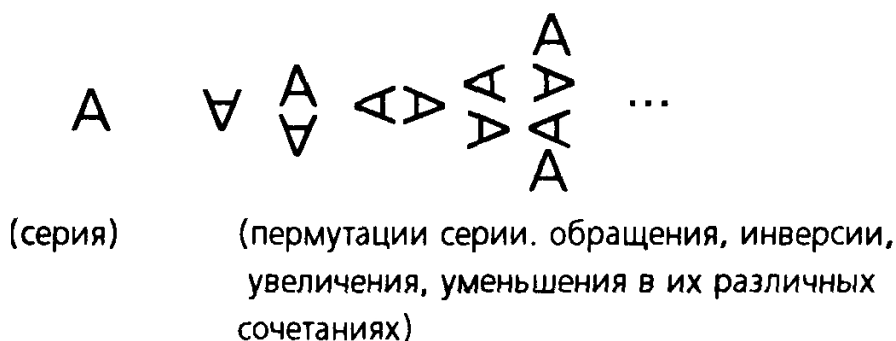 A ∀ A ∀ A A A A A A A A ...
(серия) (пермутации серии. обращения, инверсии,
увеличения, уменьшения в их различных
сочетаниях)